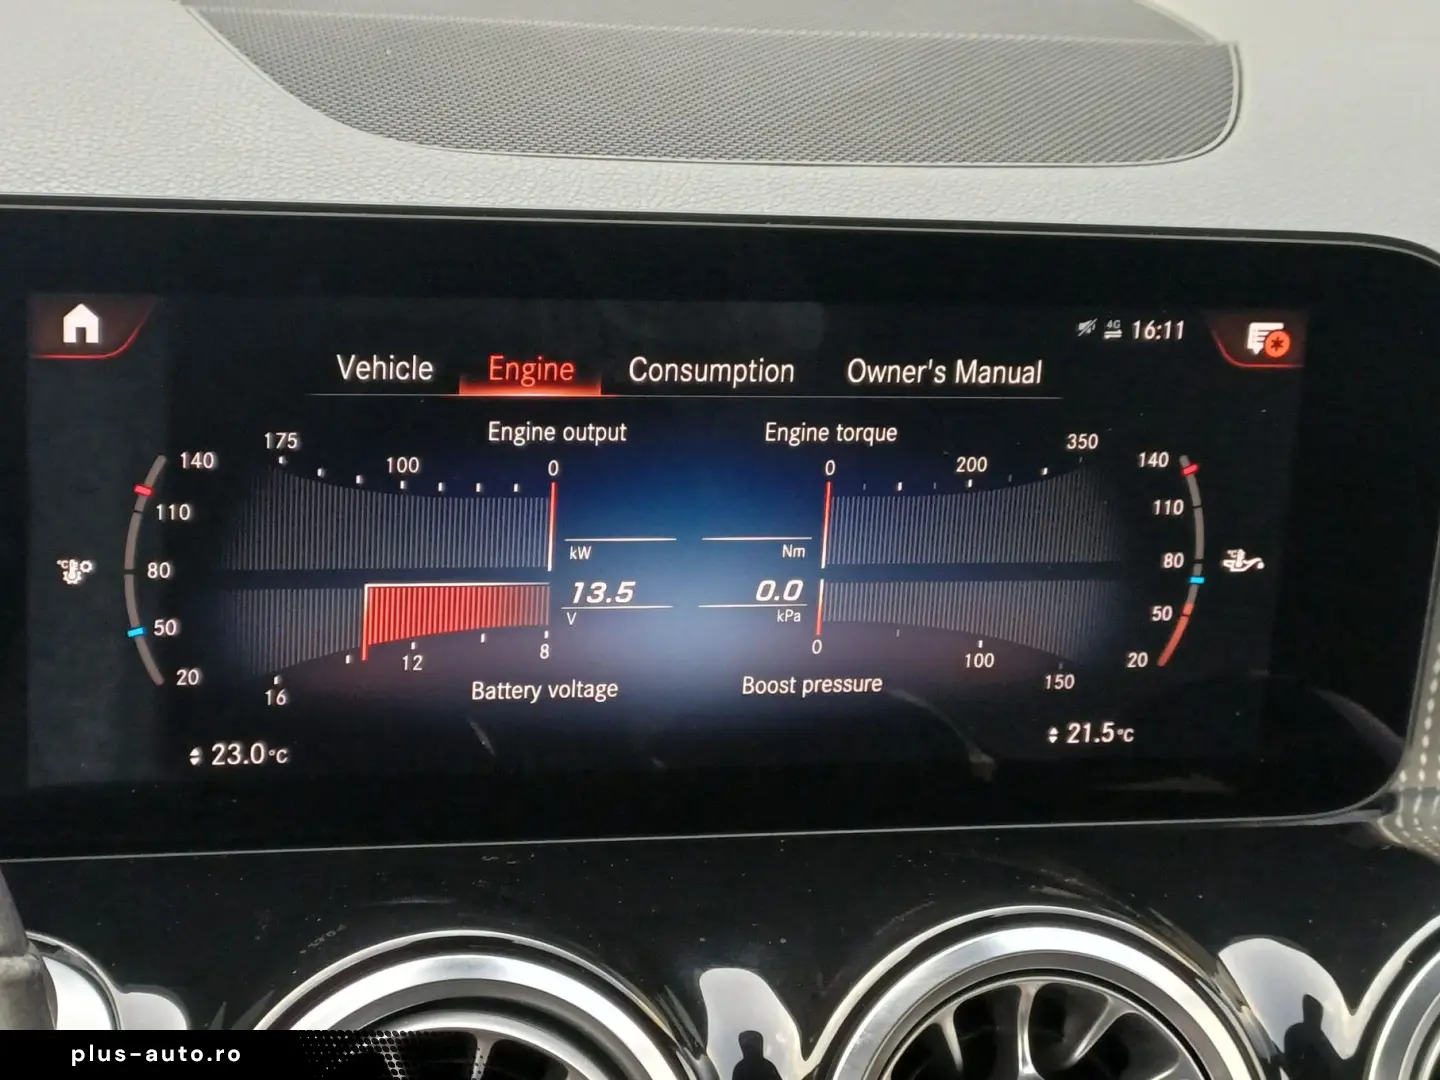 4G 16:11
Vehicle Engine Consumption Owner's Manual
Engine output Engine torque
175 100 0 0 200 350
140 110 80 50 20
140 110 80 50 20
°C
°C
kW Nm
13.5 0.0
V kPa
16 12 8 0 100 150
Battery voltage Boost pressure
23.0°C 21.5°C
plus-auto.ro